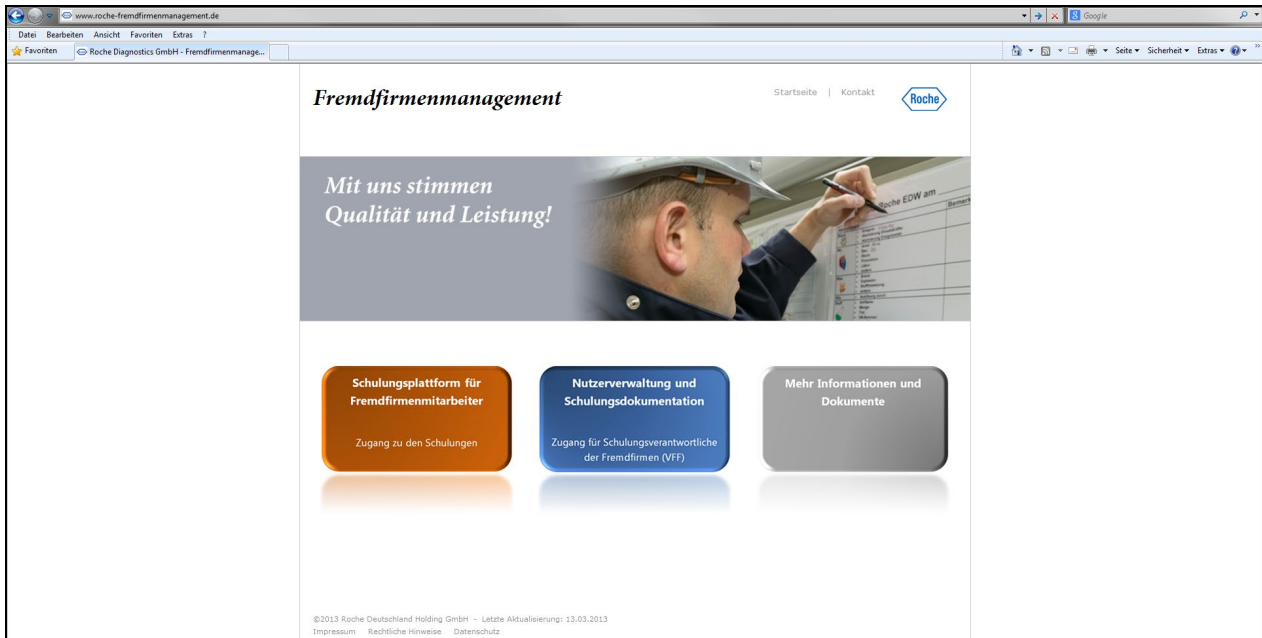 www.roche-fremdfirmenmanagement.de
Google
Datei Bearbeiten Ansicht Favoriten Extras ?
Favoriten
Roche Diagnostics GmbH - Fremdfirmenmanage...
Seite Sicherheit Extras
Fremdfirmenmanagement
Startseite | Kontakt
Roche
Mit uns stimmen
Qualität und Leistung!
Roche EDW am
Schulungsplattform für
Fremdfirmenmitarbeiter
Zugang zu den Schulungen
Nutzerverwaltung und
Schulungsdokumentation
Zugang für Schulungsverantwortliche
der Fremdfirmen (VFF)
Mehr Informationen und
Dokumente
©2013 Roche Deutschland Holding GmbH - Letzte Aktualisierung: 13.03.2013
Impressum Rechtliche Hinweise Datenschutz